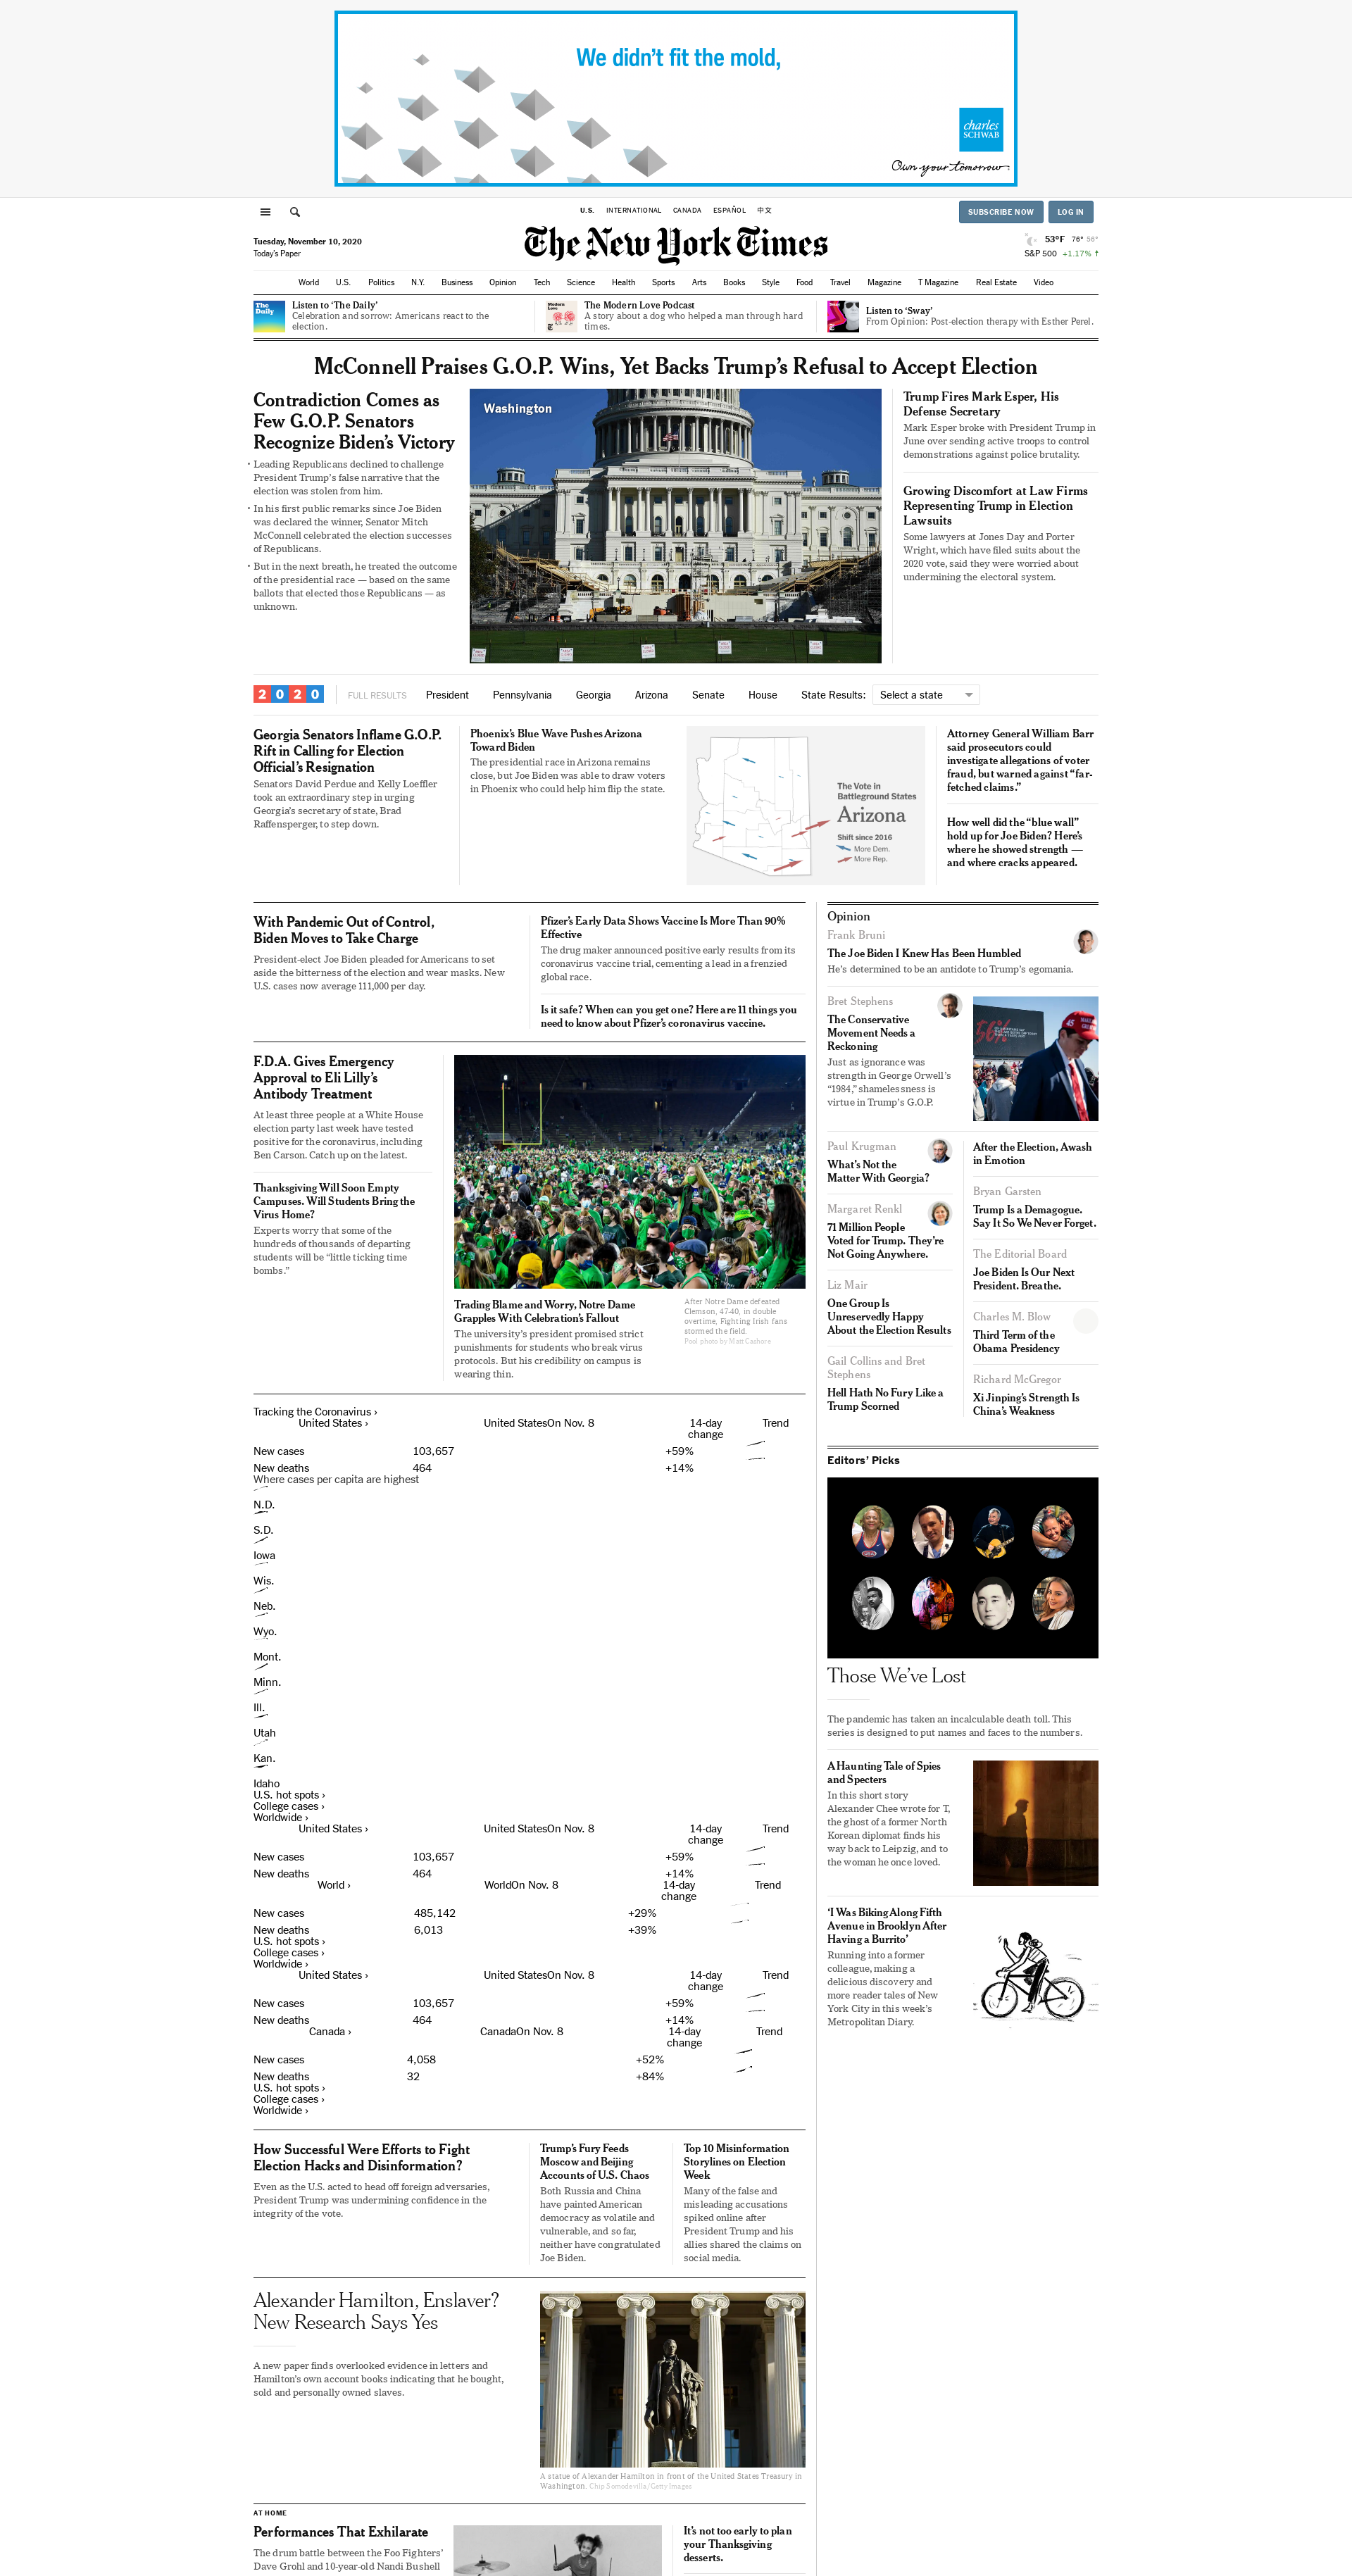 We didn't fit the mold,
charles
SCHWAB
Own your tomorrow
U.S. INTERNATIONAL CANADA ESPAÑOL 中文
SUBSCRIBE NOW LOG IN
Tuesday, November 10, 2020
Today's Paper
The New York Times
53°F 76° 56°
S&P 500 +1.17% ↑
World U.S. Politics N.Y. Business Opinion Tech Science Health Sports Arts Books Style Food Travel Magazine T Magazine Real Estate Video
The
Daily
Listen to ‘The Daily’
Celebration and sorrow: Americans react to the
election.
Modern
Love
The Modern Love Podcast
A story about a dog who helped a man through hard
times.
Listen to ‘Sway’
From Opinion: Post-election therapy with Esther Perel.
McConnell Praises G.O.P. Wins, Yet Backs Trump’s Refusal to Accept Election
Contradiction Comes as
Few G.O.P. Senators
Recognize Biden’s Victory
• Leading Republicans declined to challenge
President Trump’s false narrative that the
election was stolen from him.
• In his first public remarks since Joe Biden
was declared the winner, Senator Mitch
McConnell celebrated the election successes
of Republicans.
• But in the next breath, he treated the outcome
of the presidential race — based on the same
ballots that elected those Republicans — as
unknown.
Washington
Trump Fires Mark Esper, His
Defense Secretary
Mark Esper broke with President Trump in
June over sending active troops to control
demonstrations against police brutality.
Growing Discomfort at Law Firms
Representing Trump in Election
Lawsuits
Some lawyers at Jones Day and Porter
Wright, which have filed suits about the
2020 vote, said they were worried about
undermining the electoral system.
2020 FULL RESULTS President Pennsylvania Georgia Arizona Senate House State Results: Select a state
Georgia Senators Inflame G.O.P.
Rift in Calling for Election
Official’s Resignation
Senators David Perdue and Kelly Loeffler
took an extraordinary step in urging
Georgia’s secretary of state, Brad
Raffensperger, to step down.
Phoenix’s Blue Wave Pushes Arizona
Toward Biden
The presidential race in Arizona remains
close, but Joe Biden was able to draw voters
in Phoenix who could help him flip the state.
The Vote in
Battleground States
Arizona
Shift since 2016
More Dem.
More Rep.
Attorney General William Barr
said prosecutors could
investigate allegations of voter
fraud, but warned against “far-
fetched claims.”
How well did the “blue wall”
hold up for Joe Biden? Here’s
where he showed strength —
and where cracks appeared.
With Pandemic Out of Control,
Biden Moves to Take Charge
President-elect Joe Biden pleaded for Americans to set
aside the bitterness of the election and wear masks. New
U.S. cases now average 111,000 per day.
Pfizer’s Early Data Shows Vaccine Is More Than 90%
Effective
The drug maker announced positive early results from its
coronavirus vaccine trial, cementing a lead in a frenzied
global race.
Is it safe? When can you get one? Here are 11 things you
need to know about Pfizer’s coronavirus vaccine.
F.D.A. Gives Emergency
Approval to Eli Lilly’s
Antibody Treatment
At least three people at a White House
election party last week have tested
positive for the coronavirus, including
Ben Carson. Catch up on the latest.
Thanksgiving Will Soon Empty
Campuses. Will Students Bring the
Virus Home?
Experts worry that some of the
hundreds of thousands of departing
students will be “little ticking time
bombs.”
Trading Blame and Worry, Notre Dame
Grapples With Celebration’s Fallout
The university’s president promised strict
punishments for students who break virus
protocols. But his credibility on campus is
wearing thin.
After Notre Dame defeated
Clemson, 47-40, in double
overtime, Fighting Irish fans
stormed the field.
Pool photo by Matt Cashore
Tracking the Coronavirus ›
United States › United StatesOn Nov. 8 14-day
change Trend
New cases 103,657 +59%
New deaths 464 +14%
Where cases per capita are highest
N.D.
S.D.
Iowa
Wis.
Neb.
Wyo.
Mont.
Minn.
Ill.
Utah
Kan.
Idaho
U.S. hot spots ›
College cases ›
Worldwide ›
United States › United StatesOn Nov. 8 14-day
change Trend
New cases 103,657 +59%
New deaths 464 +14%
World › WorldOn Nov. 8 14-day
change Trend
New cases 485,142 +29%
New deaths 6,013 +39%
U.S. hot spots ›
College cases ›
Worldwide ›
United States › United StatesOn Nov. 8 14-day
change Trend
New cases 103,657 +59%
New deaths 464 +14%
Canada › CanadaOn Nov. 8 14-day
change Trend
New cases 4,058 +52%
New deaths 32 +84%
U.S. hot spots ›
College cases ›
Worldwide ›
How Successful Were Efforts to Fight
Election Hacks and Disinformation?
Even as the U.S. acted to head off foreign adversaries,
President Trump was undermining confidence in the
integrity of the vote.
Trump’s Fury Feeds
Moscow and Beijing
Accounts of U.S. Chaos
Both Russia and China
have painted American
democracy as volatile and
vulnerable, and so far,
neither have congratulated
Joe Biden.
Top 10 Misinformation
Storylines on Election
Week
Many of the false and
misleading accusations
spiked online after
President Trump and his
allies shared the claims on
social media.
Alexander Hamilton, Enslaver?
New Research Says Yes
A new paper finds overlooked evidence in letters and
Hamilton’s own account books indicating that he bought,
sold and personally owned slaves.
A statue of Alexander Hamilton in front of the United States Treasury in
Washington. Chip Somodevilla/Getty Images
AT HOME
Performances That Exhilarate
The drum battle between the Foo Fighters’
Dave Grohl and 10-year-old Nandi Bushell
It’s not too early to plan
your Thanksgiving
desserts.
Opinion
Frank Bruni
The Joe Biden I Knew Has Been Humbled
He’s determined to be an antidote to Trump’s egomania.
Bret Stephens
The Conservative
Movement Needs a
Reckoning
Just as ignorance was
strength in George Orwell’s
“1984,” shamelessness is
virtue in Trump’s G.O.P.
56%
45
Paul Krugman
What’s Not the
Matter With Georgia?
Margaret Renkl
71 Million People
Voted for Trump. They’re
Not Going Anywhere.
Liz Mair
One Group Is
Unreservedly Happy
About the Election Results
Gail Collins and Bret
Stephens
Hell Hath No Fury Like a
Trump Scorned
After the Election, Awash
in Emotion
Bryan Garsten
Trump Is a Demagogue.
Say It So We Never Forget.
The Editorial Board
Joe Biden Is Our Next
President. Breathe.
Charles M. Blow
Third Term of the
Obama Presidency
Richard McGregor
Xi Jinping’s Strength Is
China’s Weakness
Editors’ Picks
Those We’ve Lost
The pandemic has taken an incalculable death toll. This
series is designed to put names and faces to the numbers.
A Haunting Tale of Spies
and Specters
In this short story
Alexander Chee wrote for T,
the ghost of a former North
Korean diplomat finds his
way back to Leipzig, and to
the woman he once loved.
‘I Was Biking Along Fifth
Avenue in Brooklyn After
Having a Burrito’
Running into a former
colleague, making a
delicious discovery and
more reader tales of New
York City in this week’s
Metropolitan Diary.